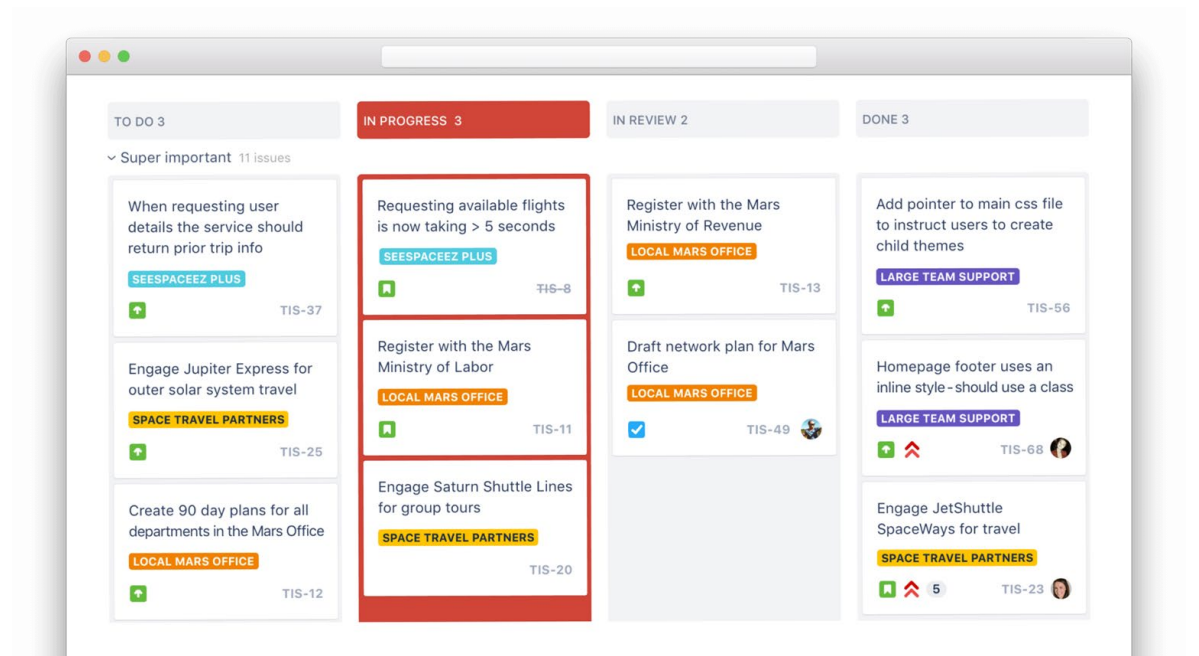 TO DO 3
IN PROGRESS 3
IN REVIEW 2
DONE 3
Super important 11 issues
When requesting user
details the service should
return prior trip info
SEESPACEEZ PLUS
TIS-37
Engage Jupiter Express for
outer solar system travel
SPACE TRAVEL PARTNERS
TIS-25
Create 90 day plans for all
departments in the Mars Office
LOCAL MARS OFFICE
TIS-12
Requesting available flights
is now taking > 5 seconds
SEESPACEEZ PLUS
TIS-8
Register with the Mars
Ministry of Labor
LOCAL MARS OFFICE
TIS-11
Engage Saturn Shuttle Lines
for group tours
SPACE TRAVEL PARTNERS
TIS-20
Register with the Mars
Ministry of Revenue
LOCAL MARS OFFICE
TIS-13
Draft network plan for Mars
Office
LOCAL MARS OFFICE
TIS-49
Add pointer to main css file
to instruct users to create
child themes
LARGE TEAM SUPPORT
TIS-56
Homepage footer uses an
inline style-should use a class
LARGE TEAM SUPPORT
TIS-68
Engage JetShuttle
SpaceWays for travel
SPACE TRAVEL PARTNERS
5 TIS-23